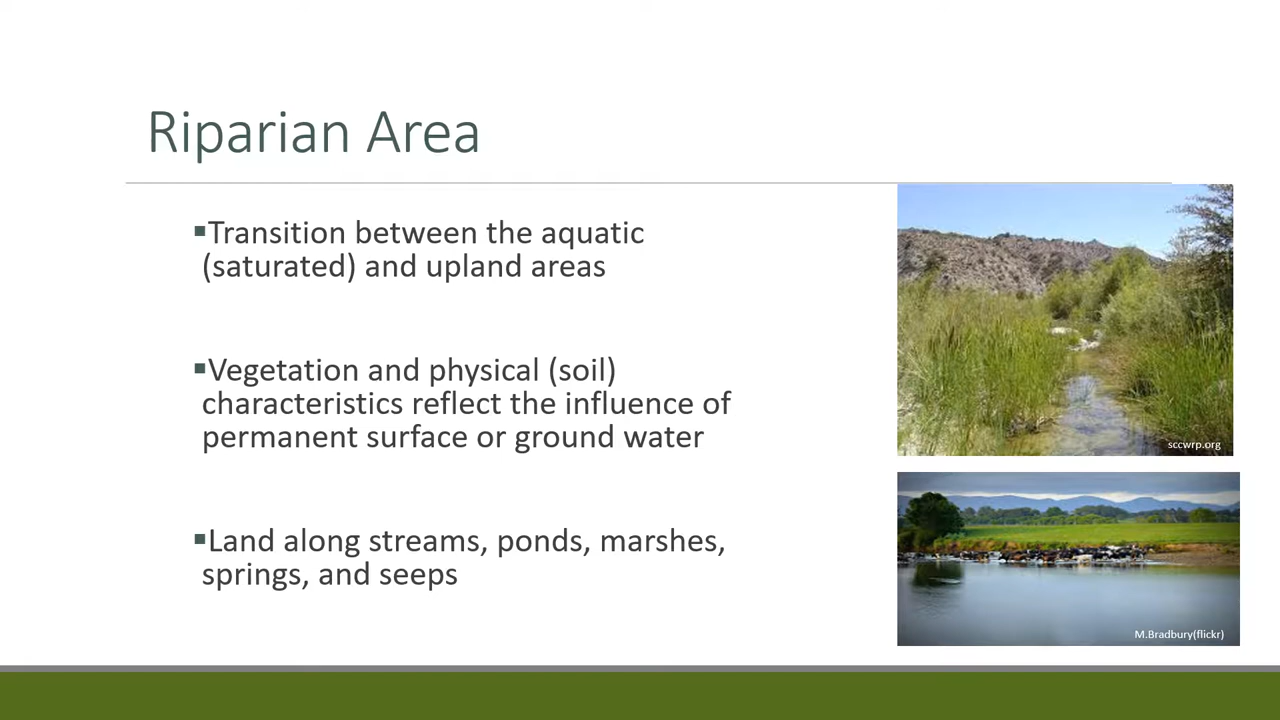 Riparian Area
▪Transition between the aquatic
(saturated) and upland areas
▪Vegetation and physical (soil)
characteristics reflect the influence of
permanent surface or ground water
▪Land along streams, ponds, marshes,
springs, and seeps
sccwrp.org
M.Bradbury(flickr)